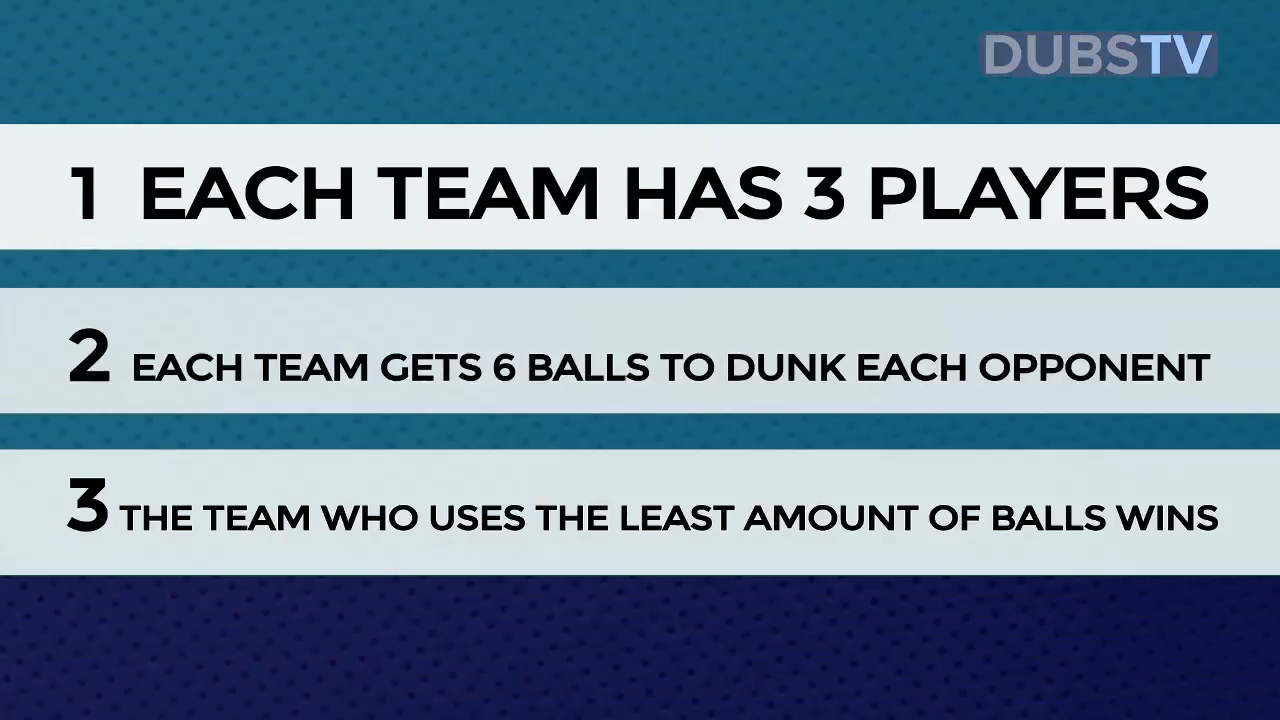 DUBSTV
1 EACH TEAM HAS 3 PLAYERS
2 EACH TEAM GETS 6 BALLS TO DUNK EACH OPPONENT
3 THE TEAM WHO USES THE LEAST AMOUNT OF BALLS WINS